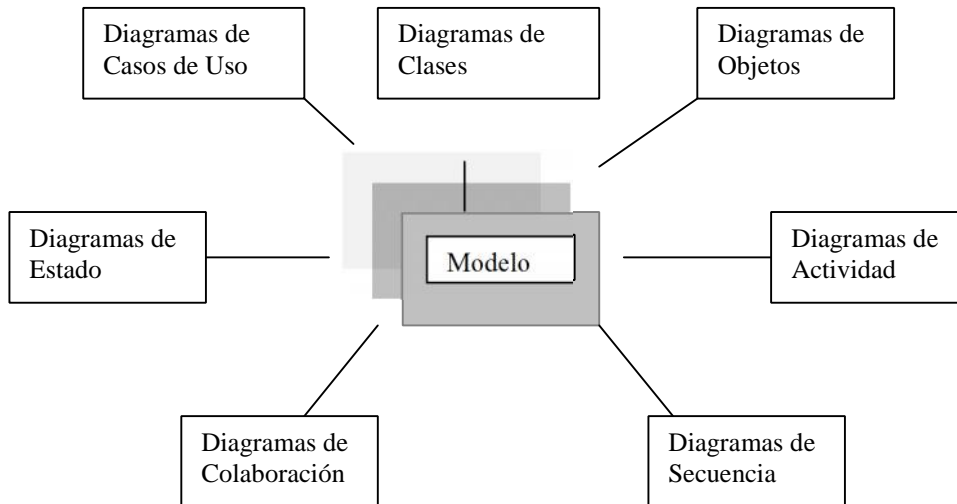 Diagramas de
Casos de Uso
Diagramas de
Clases
Diagramas de
Objetos
Diagramas de
Estado
Modelo
Diagramas de
Actividad
Diagramas de
Colaboración
Diagramas de
Secuencia